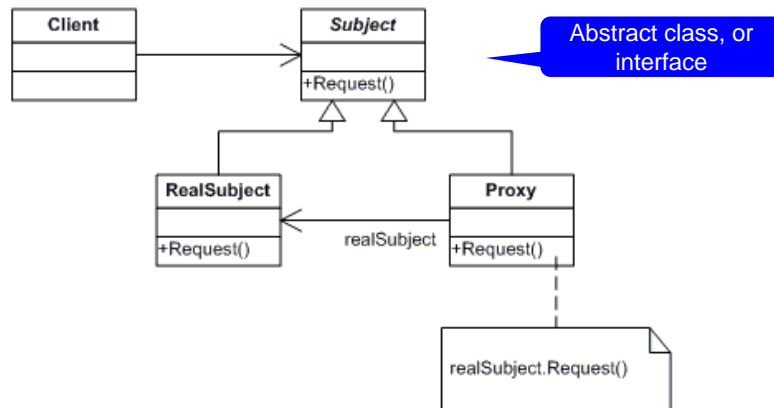 Client
Subject
+Request()
Abstract class, or
interface
RealSubject
+Request()
realSubject
Proxy
+Request()
realSubject.Request()